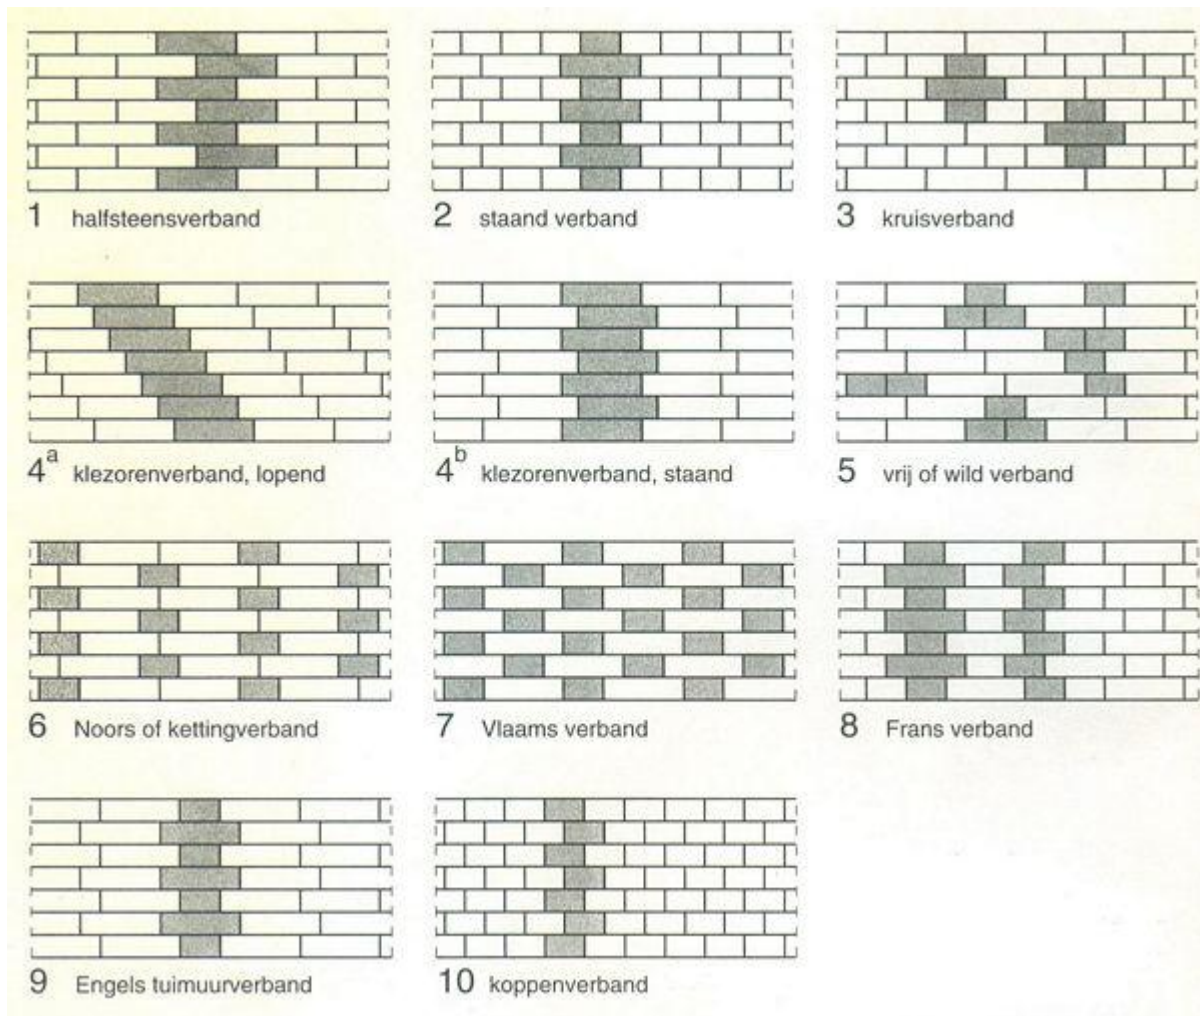 1 halfsteensverband
2 staand verband
3 kruisverband
4a klezorenverband, lopend
4b klezorenverband, staand
5 vrij of wild verband
6 Noors of kettingverband
7 Vlaams verband
8 Frans verband
9 Engels tuimuurverband
10 koppenverband